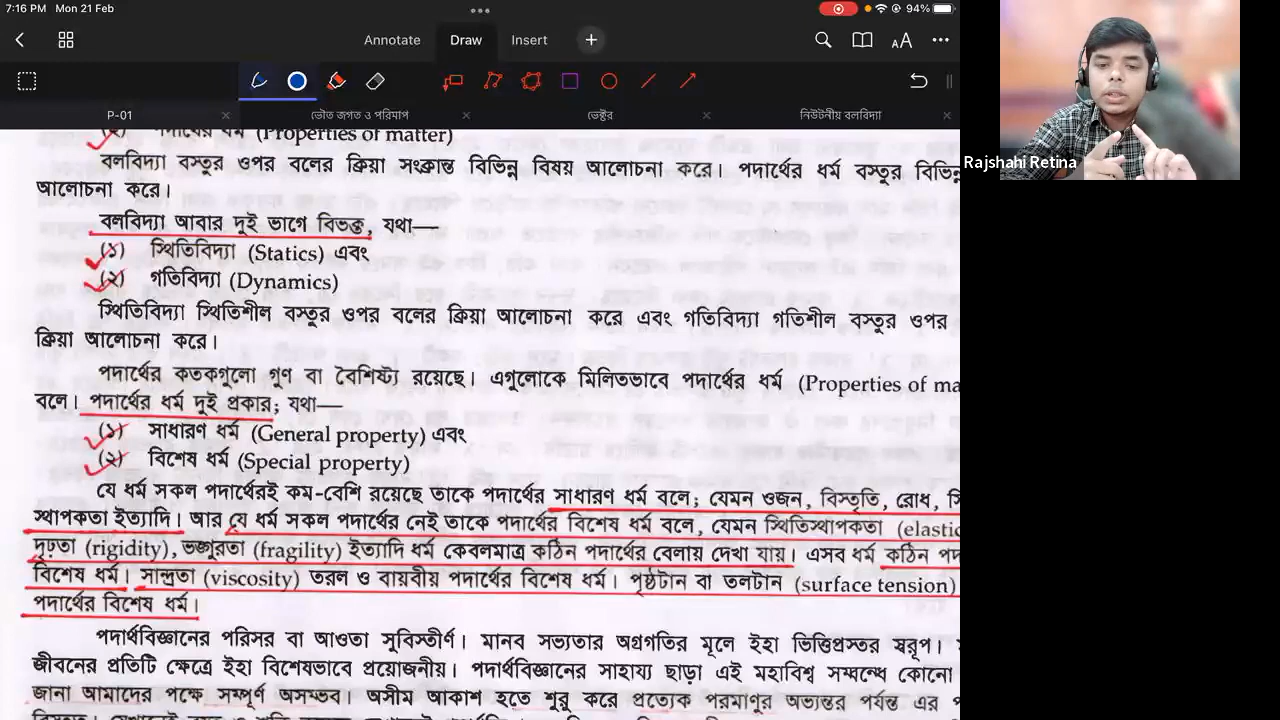 7:16 PM Mon 21 Feb
94%
Annotate Draw Insert
P-01 ভৌত জগত ও পরিমাপ ভেক্টর নিউটনীয় বলবিদ্যা
(Properties of matter)
বলবিদ্যা বস্তুর ওপর বলের ক্রিয়া সংক্রান্ত বিভিন্ন বিষয় আলোচনা করে। পদার্থের ধর্ম বস্তুর বিভিন্ন
আলোচনা করে।
বলবিদ্যা আবার দুই ভাগে বিভক্ত, যথা—
(১) স্থিতিবিদ্যা (Statics) এবং
(২) গতিবিদ্যা (Dynamics)
স্থিতিবিদ্যা স্থিতিশীল বস্তুর ওপর বলের ক্রিয়া আলোচনা করে এবং গতিবিদ্যা গতিশীল বস্তুর ওপর
ক্রিয়া আলোচনা করে।
পদার্থের কতকগুলো গুণ বা বৈশিষ্ট্য রয়েছে। এগুলোকে মিলিতভাবে পদার্থের ধর্ম (Properties of ma
বলে। পদার্থের ধর্ম দুই প্রকার; যথা—
(১) সাধারণ ধর্ম (General property) এবং
(২) বিশেষ ধর্ম (Special property)
যে ধর্ম সকল পদার্থেরই কম-বেশি রয়েছে তাকে পদার্থের সাধারণ ধর্ম বলে; যেমন ওজন, বিস্তৃতি, রোধ, স্থি
স্থাপকতা ইত্যাদি। আর যে ধর্ম সকল পদার্থের নেই তাকে পদার্থের বিশেষ ধর্ম বলে, যেমন স্থিতিস্থাপকতা (elastic
দৃঢ়তা (rigidity), ভঙ্গুরতা (fragility) ইত্যাদি ধর্ম কেবলমাত্র কঠিন পদার্থের বেলায় দেখা যায়। এসব ধর্ম কঠিন পদ
বিশেষ ধর্ম। সান্দ্রতা (viscosity) তরল ও বায়বীয় পদার্থের বিশেষ ধর্ম। পৃষ্ঠটান বা তলটান (surface tension)
পদার্থের বিশেষ ধর্ম।
পদার্থবিজ্ঞানের পরিসর বা আওতা সুবিস্তীর্ণ। মানব সভ্যতার অগ্রগতির মূলে ইহা ভিত্তিপ্রস্তর স্বরূপ।
জীবনের প্রতিটি ক্ষেত্রে ইহা বিশেষভাবে প্রয়োজনীয়। পদার্থবিজ্ঞানের সাহায্য ছাড়া এই মহাবিশ্ব সম্বন্ধে কোনো
জানা আমাদের পক্ষে সম্পূর্ণ অসম্ভব। অসীম আকাশ হতে শুরু করে প্রত্যেক পরমাণুর অভ্যন্তর পর্যন্ত এর প
Rajshahi Retina